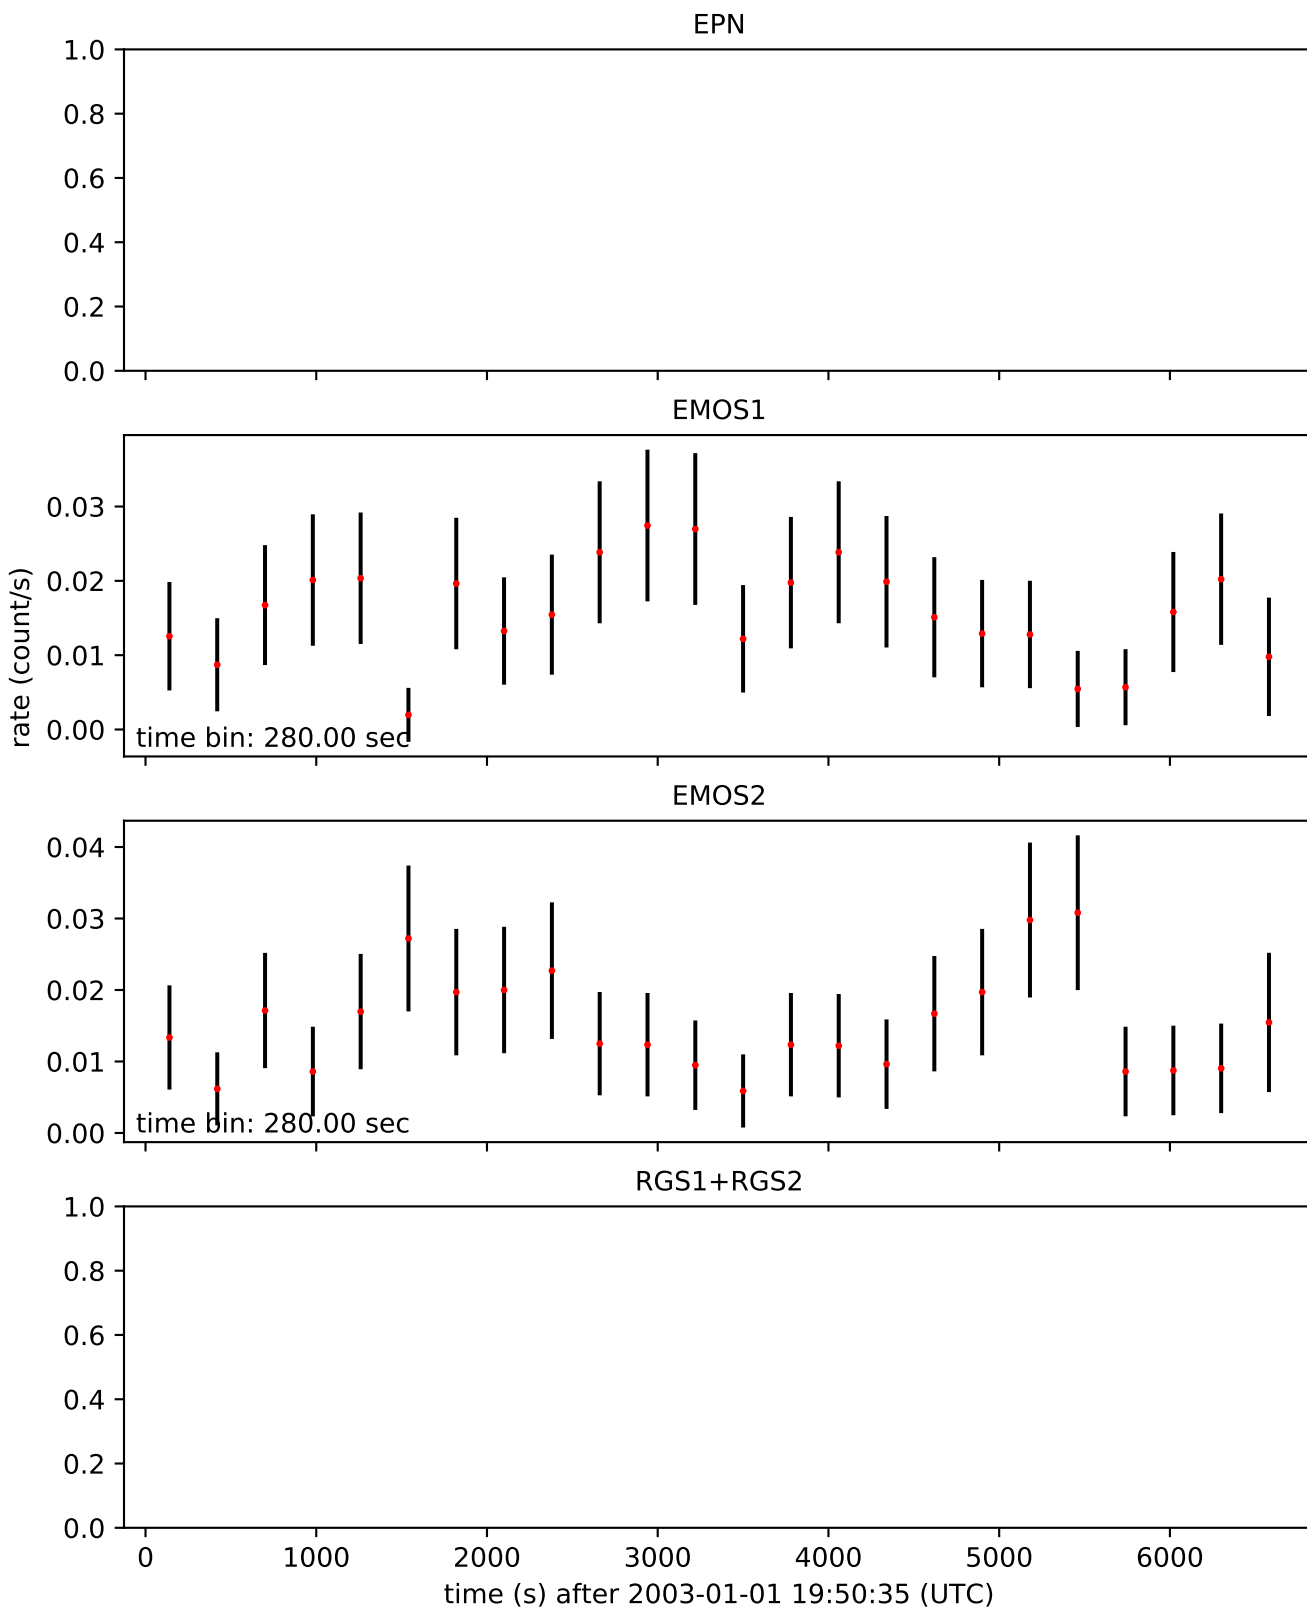 EPN
1.0
0.8
0.6
0.4
0.2
0.0
EMOS1
rate (count/s)
0.03
0.02
0.01
0.00
time bin: 280.00 sec
EMOS2
0.04
0.03
0.02
0.01
0.00
time bin: 280.00 sec
RGS1+RGS2
1.0
0.8
0.6
0.4
0.2
0.0
0 1000 2000 3000 4000 5000 6000
time (s) after 2003-01-01 19:50:35 (UTC)